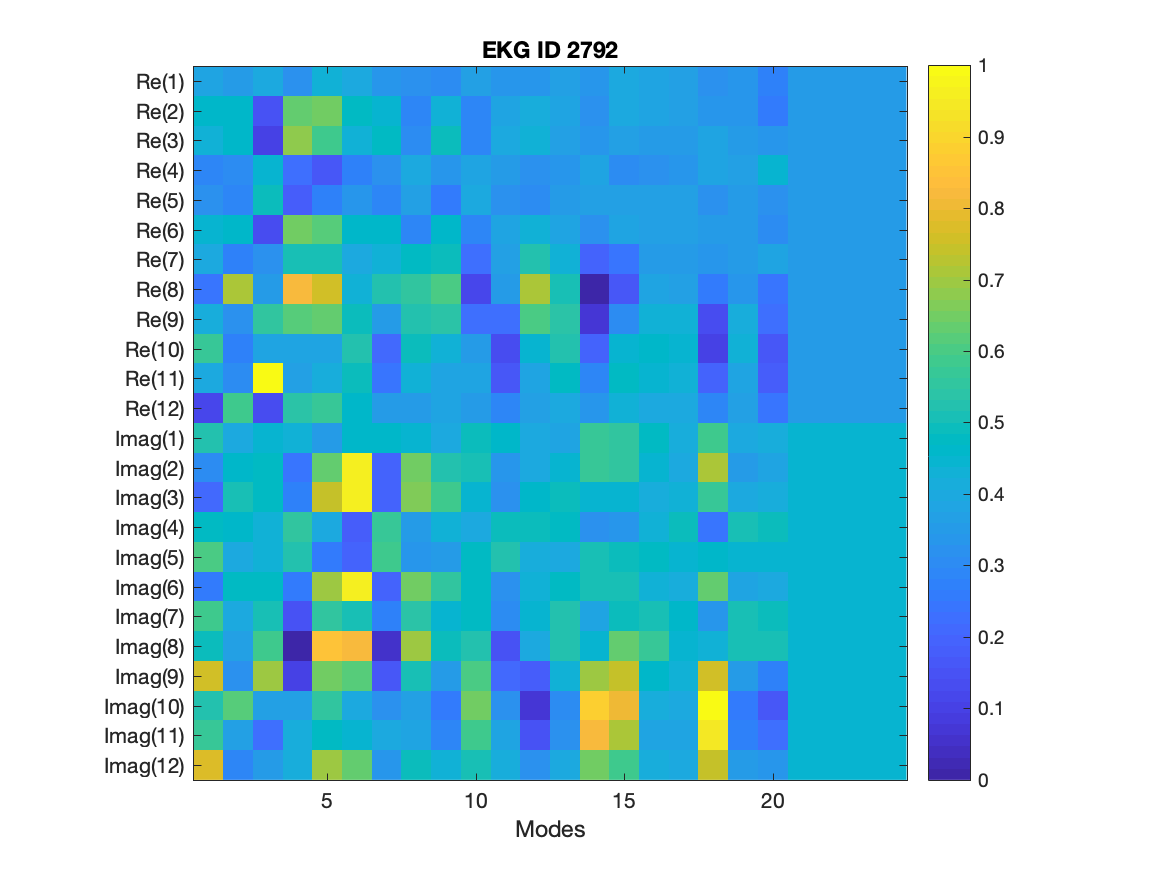 EKG ID 2792
Re(1)
Re(2)
Re(3)
Re(4)
Re(5)
Re(6)
Re(7)
Re(8)
Re(9)
Re(10)
Re(11)
Re(12)
Imag(1)
Imag(2)
Imag(3)
Imag(4)
Imag(5)
Imag(6)
Imag(7)
Imag(8)
Imag(9)
Imag(10)
Imag(11)
Imag(12)
5 10 15 20
Modes
1
0.9
0.8
0.7
0.6
0.5
0.4
0.3
0.2
0.1
0